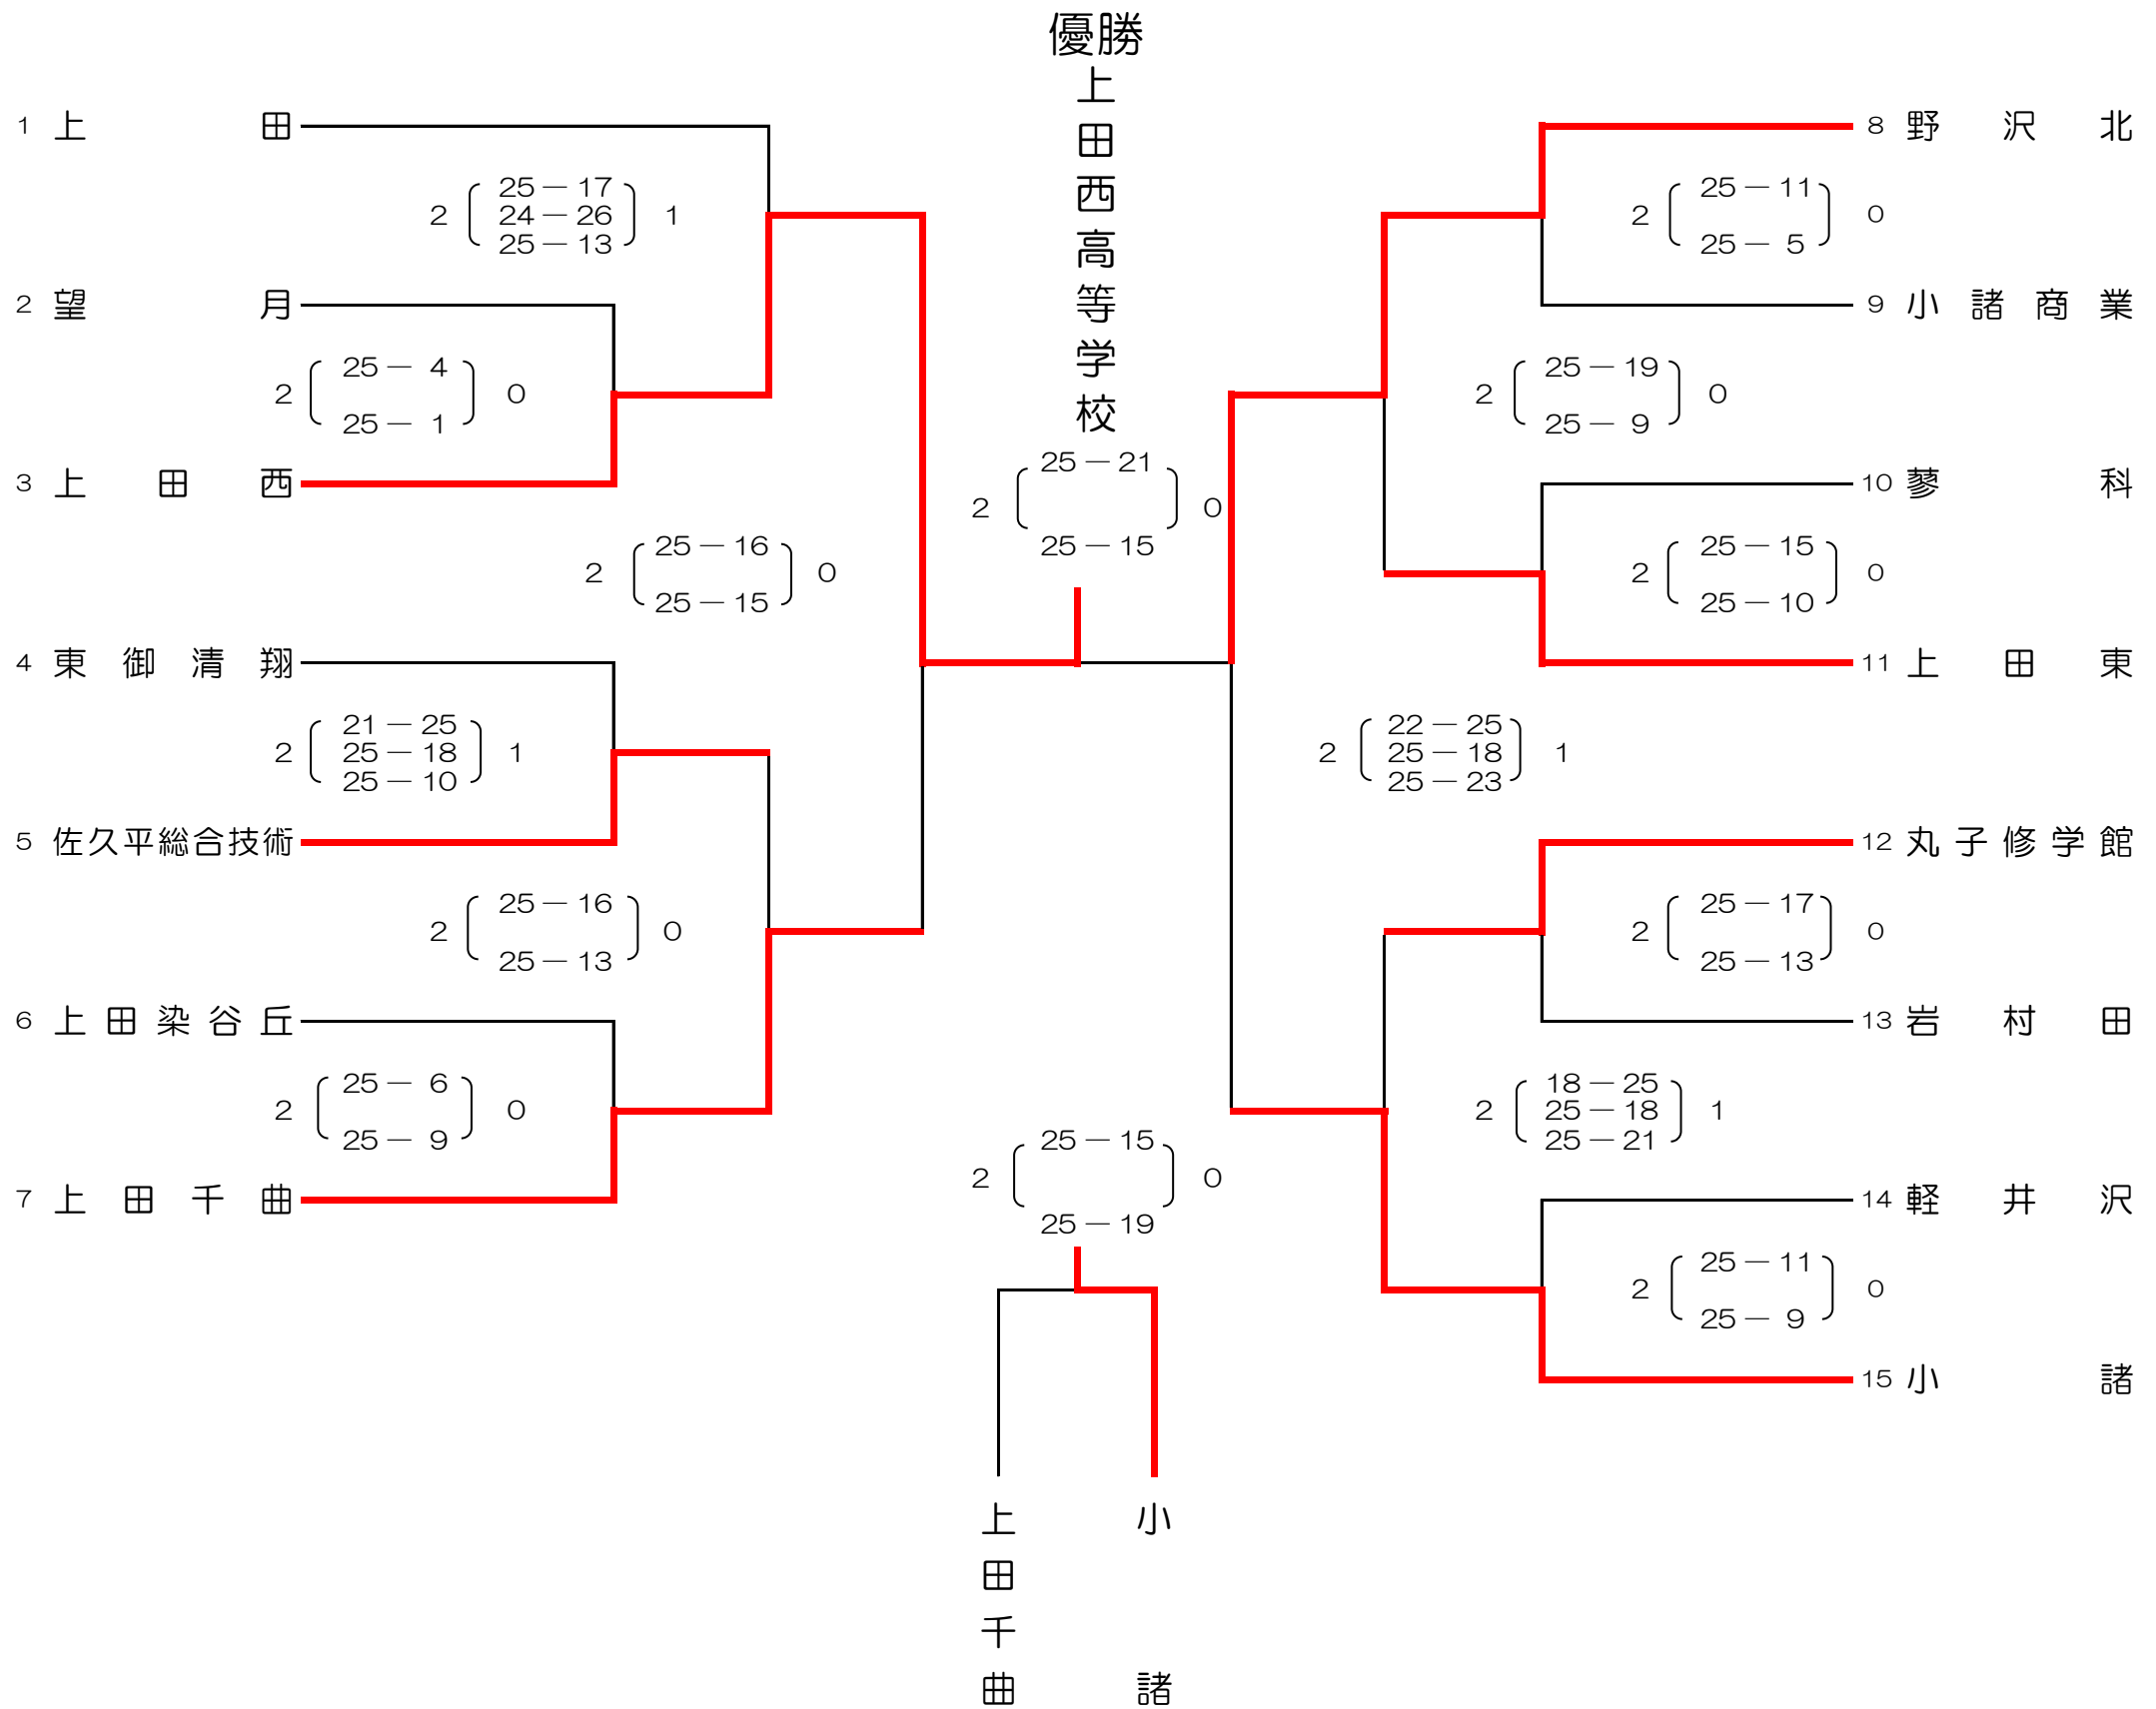 優勝
上田西高等学校
1 上田
2 ( 25－17 24－26 25－13 ) 1
2 望月
2 ( 25－ 4 25－ 1 ) 0
3 上田西
2 ( 25－16 25－15 ) 0
4 東御清翔
2 ( 21－25 25－18 25－10 ) 1
5 佐久平総合技術
2 ( 25－16 25－13 ) 0
6 上田染谷丘
2 ( 25－ 6 25－ 9 ) 0
7 上田千曲
2 ( 25－21 25－15 ) 0
2 ( 25－15 25－19 ) 0
上田千曲
小諸
8 野沢北
2 ( 25－11 25－ 5 ) 0
9 小諸商業
2 ( 25－19 25－ 9 ) 0
10 蓼科
2 ( 25－15 25－10 ) 0
11 上田東
2 ( 22－25 25－18 25－23 ) 1
12 丸子修学館
2 ( 25－17 25－13 ) 0
13 岩村田
2 ( 18－25 25－18 25－21 ) 1
14 軽井沢
2 ( 25－11 25－ 9 ) 0
15 小諸